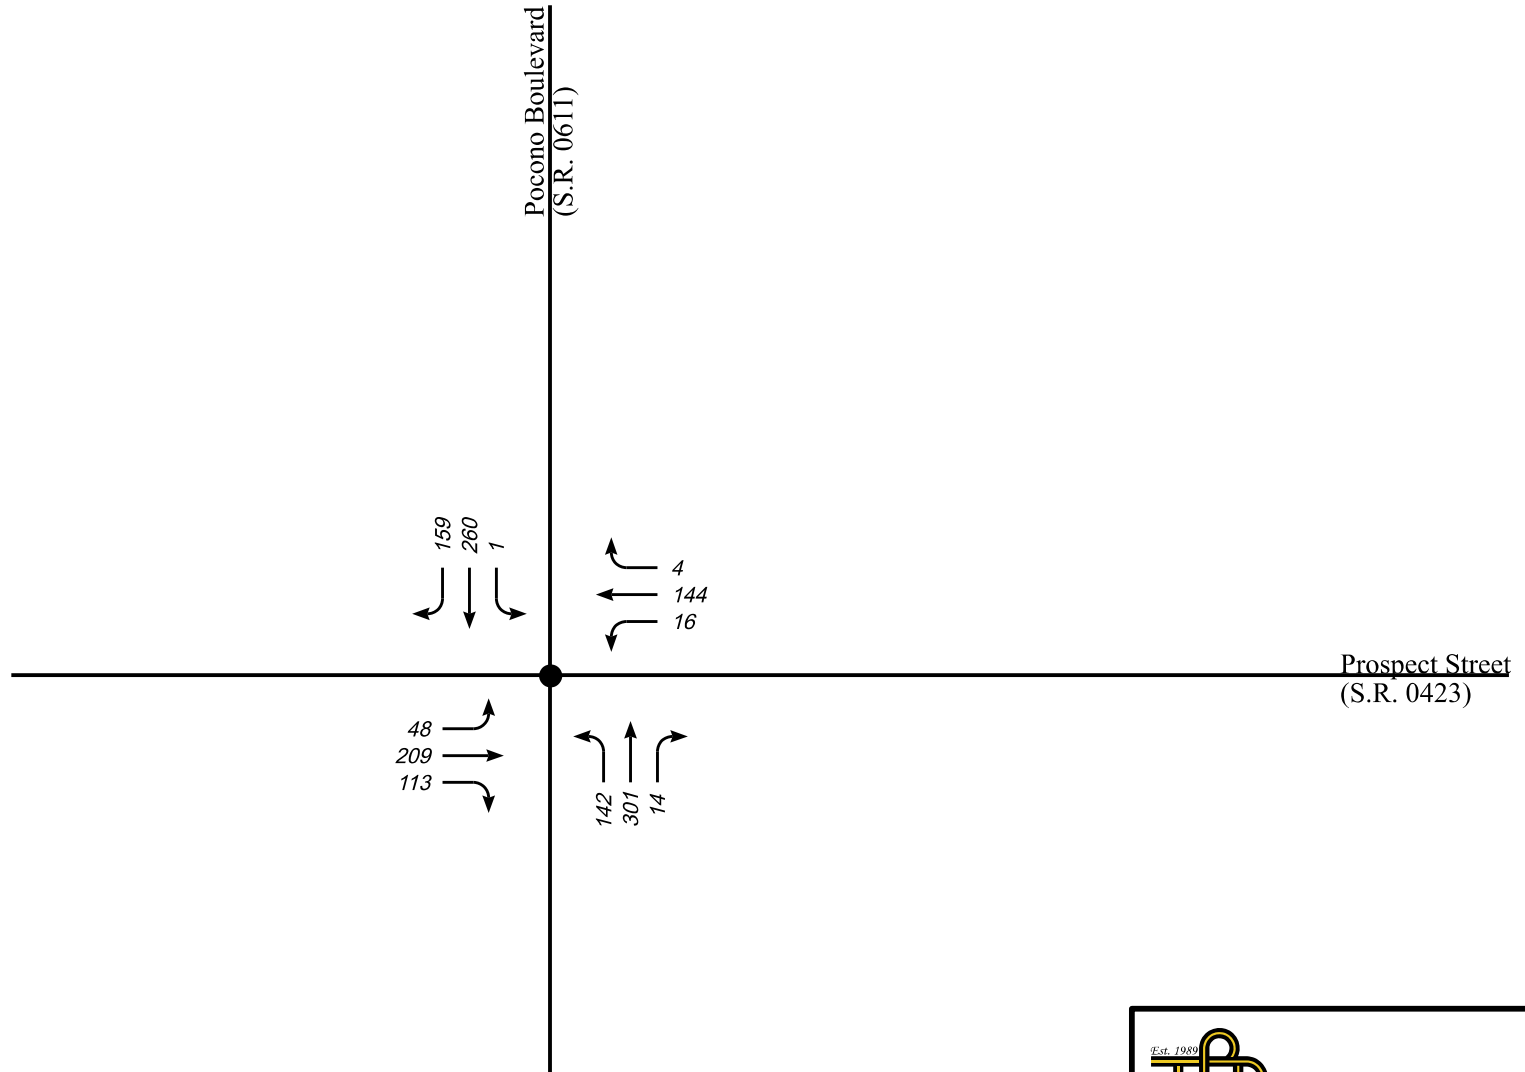 Pocono Boulevard
(S.R. 0611)
159
260
1
4
144
16
Prospect Street
(S.R. 0423)
48
209
113
142
301
14
Est. 1989